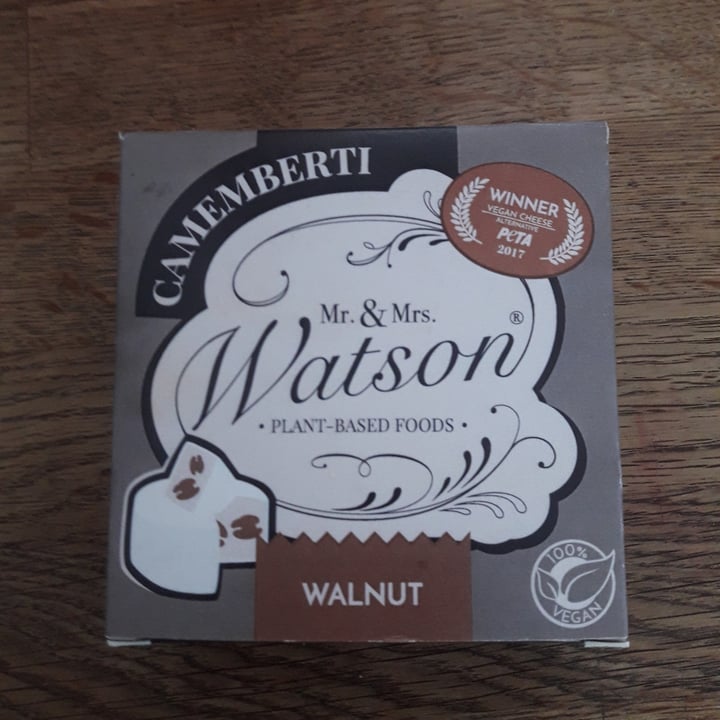 CAMEMBERTI
WINNER
VEGAN CHEESE
ALTERNATIVE
PETA
2017
Mr. & Mrs.
Watson®
· PLANT-BASED FOODS ·
WALNUT
100%
VEGAN